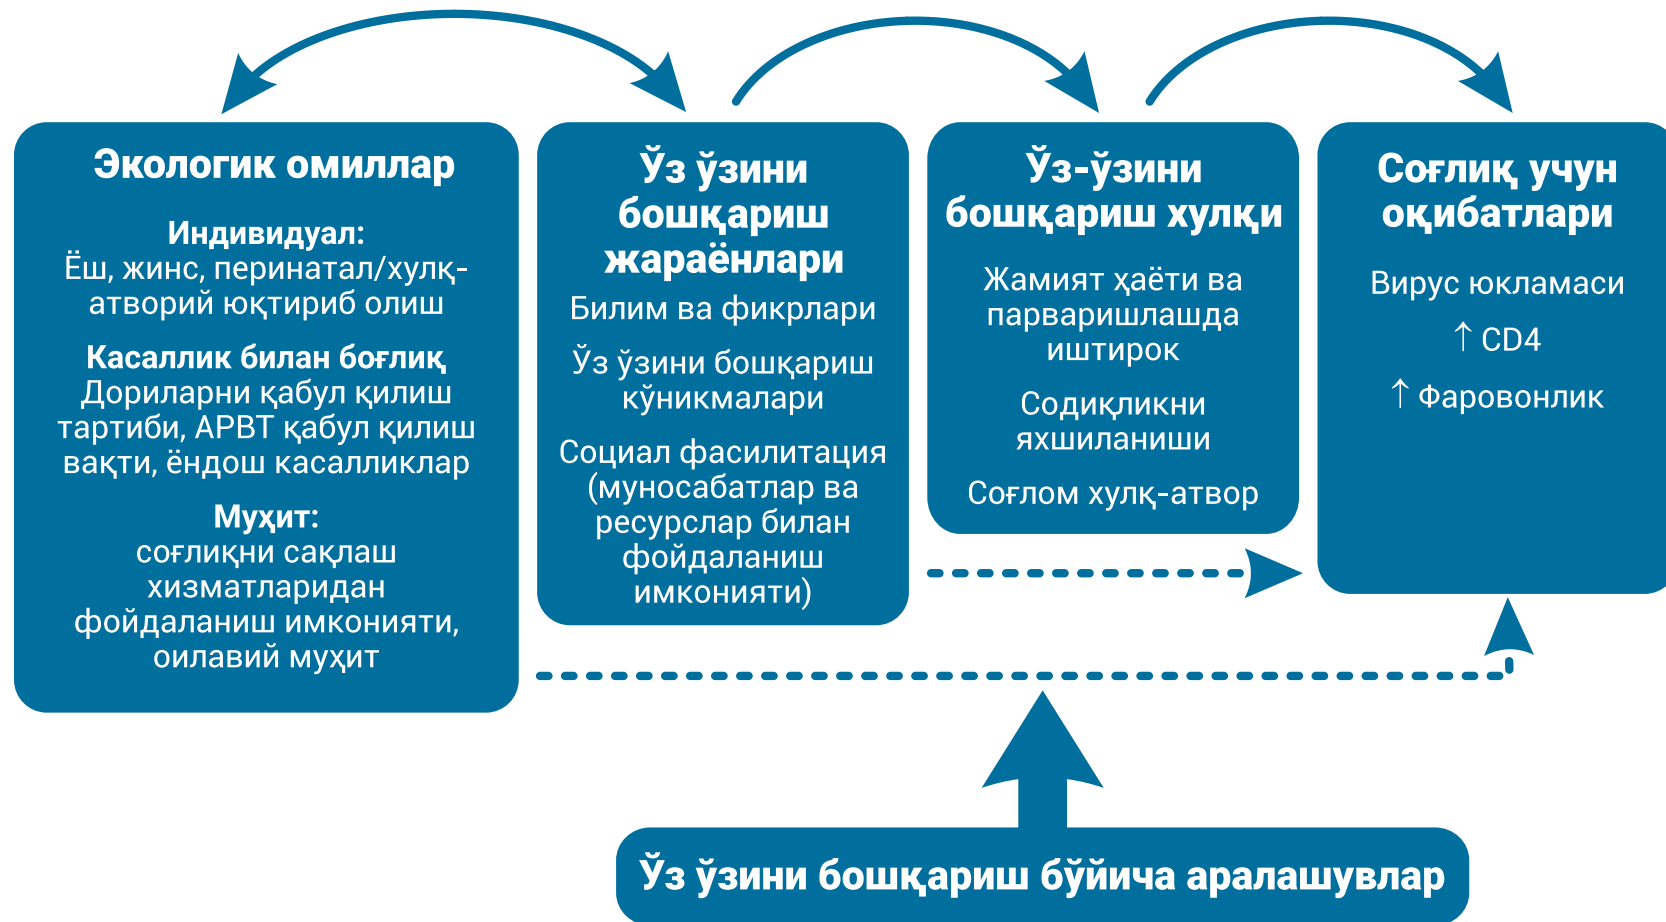 Экологик омиллар
Индивидуал:
Ёш, жинс, перинатал/хулқ-
атворий юқтириб олиш
Касаллик билан боғлиқ
Дориларни қабул қилиш
тартиби, АРВТ қабул қилиш
вақти, ёндош касалликлар
Муҳит:
соғлиқни сақлаш
хизматларидан
фойдаланиш имконияти,
оилавий муҳит
Ўз ўзини
бошқариш
жараёнлари
Билим ва фикрлари
Ўз ўзини бошқариш
кўникмалари
Социал фасилитация
(муносабатлар ва
ресурслар билан
фойдаланиш
имконияти)
Ўз-ўзини
бошқариш хулқи
Жамият ҳаёти ва
парваришлашда
иштирок
Содиқликни
яхшиланиши
Соғлом хулқ-атвор
Соғлиқ учун
оқибатлари
Вирус юкламаси
↑ CD4
↑ Фаровонлик
Ўз ўзини бошқариш бўйича аралашувлар